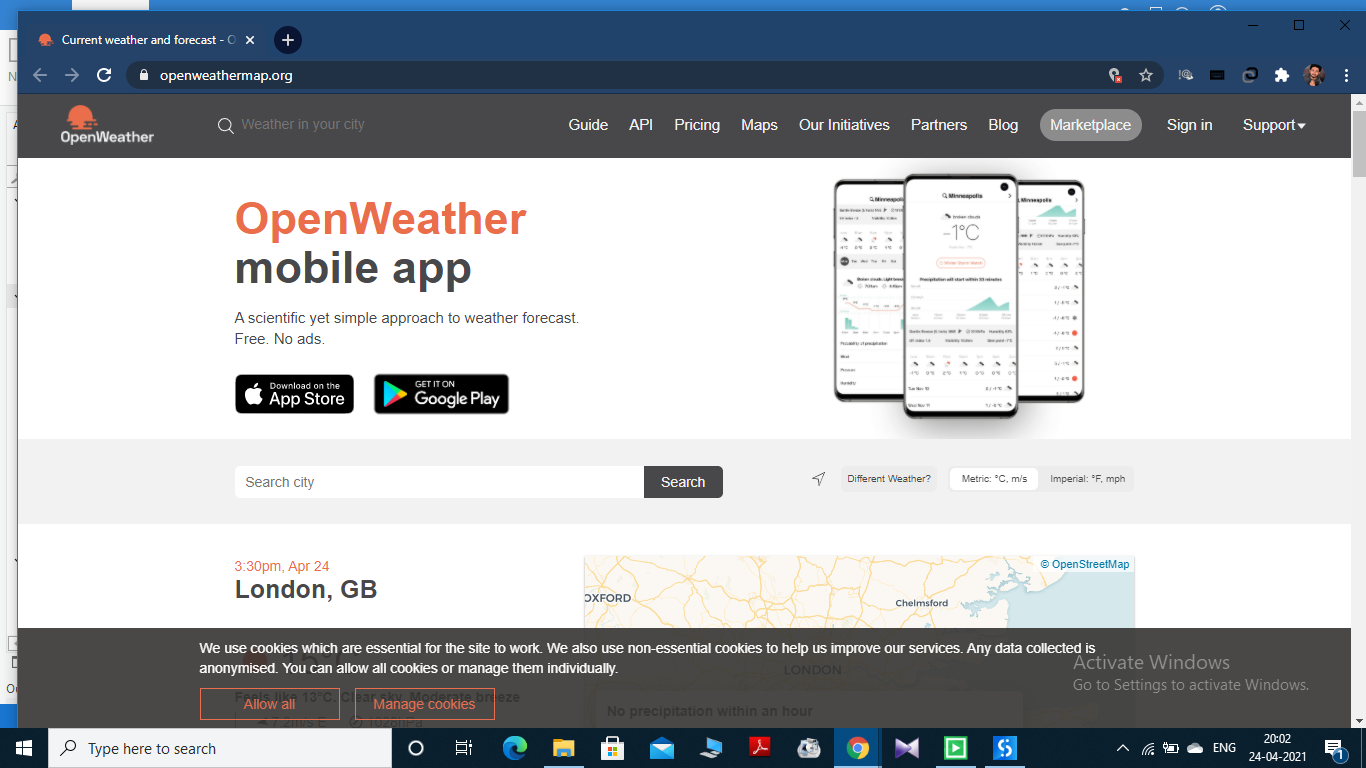 Current weather and forecast - O
openweathermap.org
OpenWeather
Weather in your city
Guide API Pricing Maps Our Initiatives Partners Blog Marketplace Sign in Support
OpenWeather
mobile app
A scientific yet simple approach to weather forecast.
Free. No ads.
Download on the
App Store
GET IT ON
Google Play
Minneapolis
broken clouds
-1°C
Precipitation will start within 30 minutes
Search city
Search
Different Weather?
Metric: °C, m/s
Imperial: °F, mph
3:30pm, Apr 24
London, GB
© OpenStreetMap
OXFORD
Chelmsford
LONDON
We use cookies which are essential for the site to work. We also use non-essential cookies to help us improve our services. Any data collected is
anonymised. You can allow all cookies or manage them individually.
Feels like 13°C. Clear sky. Moderate breeze
Allow all
Manage cookies
7.2m/s E
1028hPa
No precipitation within an hour
Activate Windows
Go to Settings to activate Windows.
Type here to search
ENG
20:02
24-04-2021
1